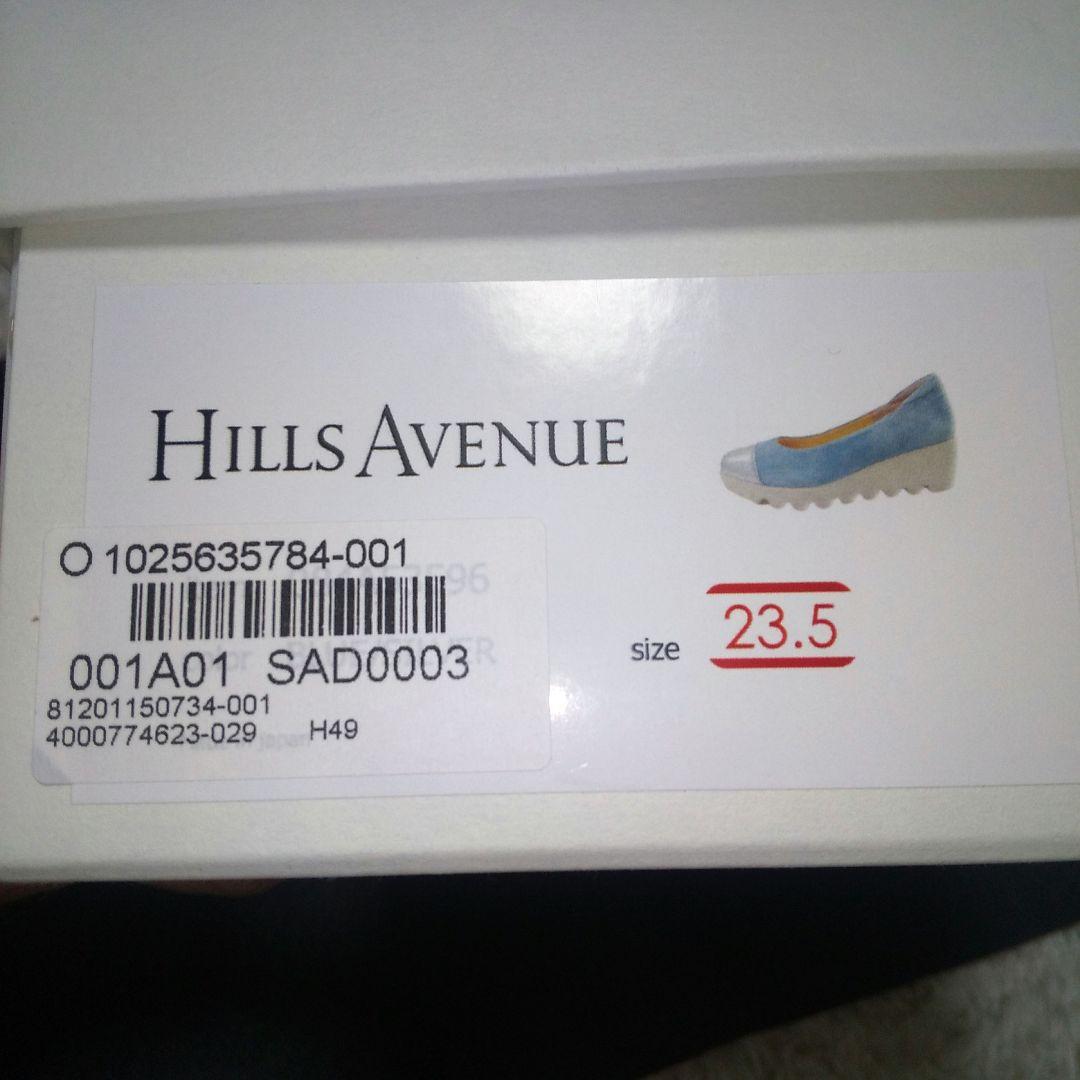 HILLS AVENUE
O 1025635784-001
001A01 SAD0003
81201150734-001
4000774623-029 H49
size 23.5